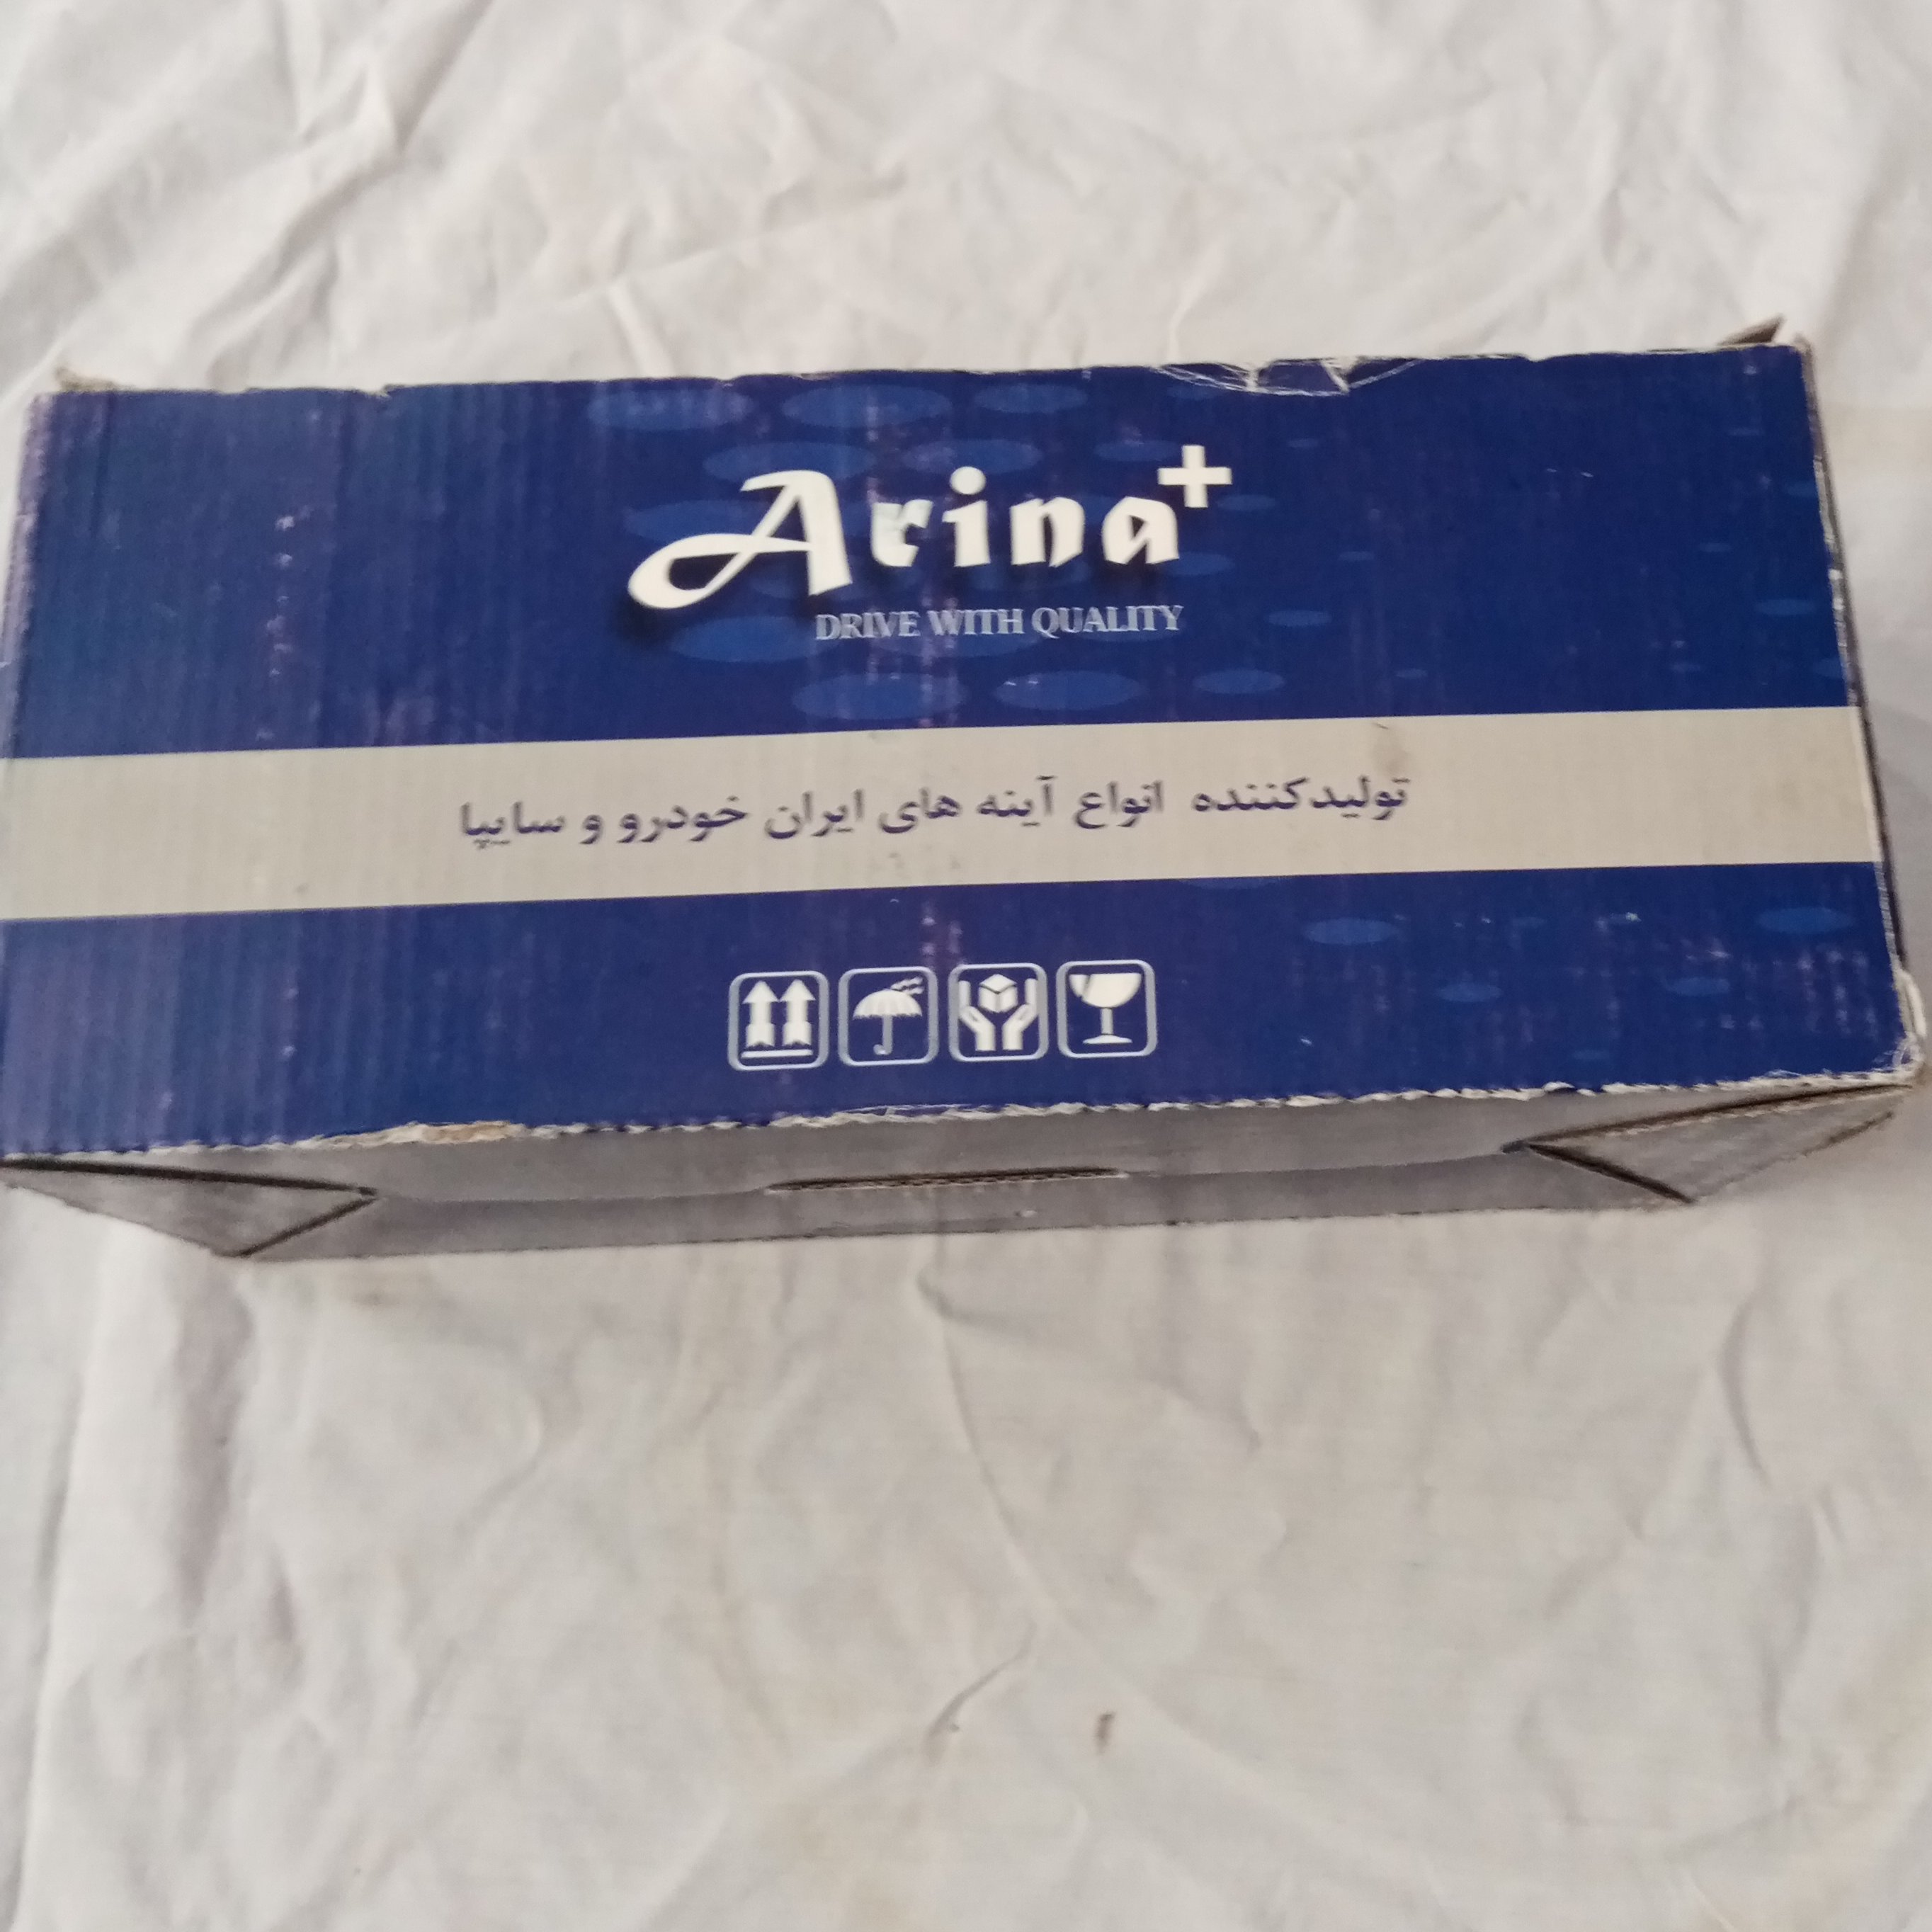 Arina+
DRIVE WITH QUALITY
تولیدکننده انواع آینه های ایران خودرو و سایپا